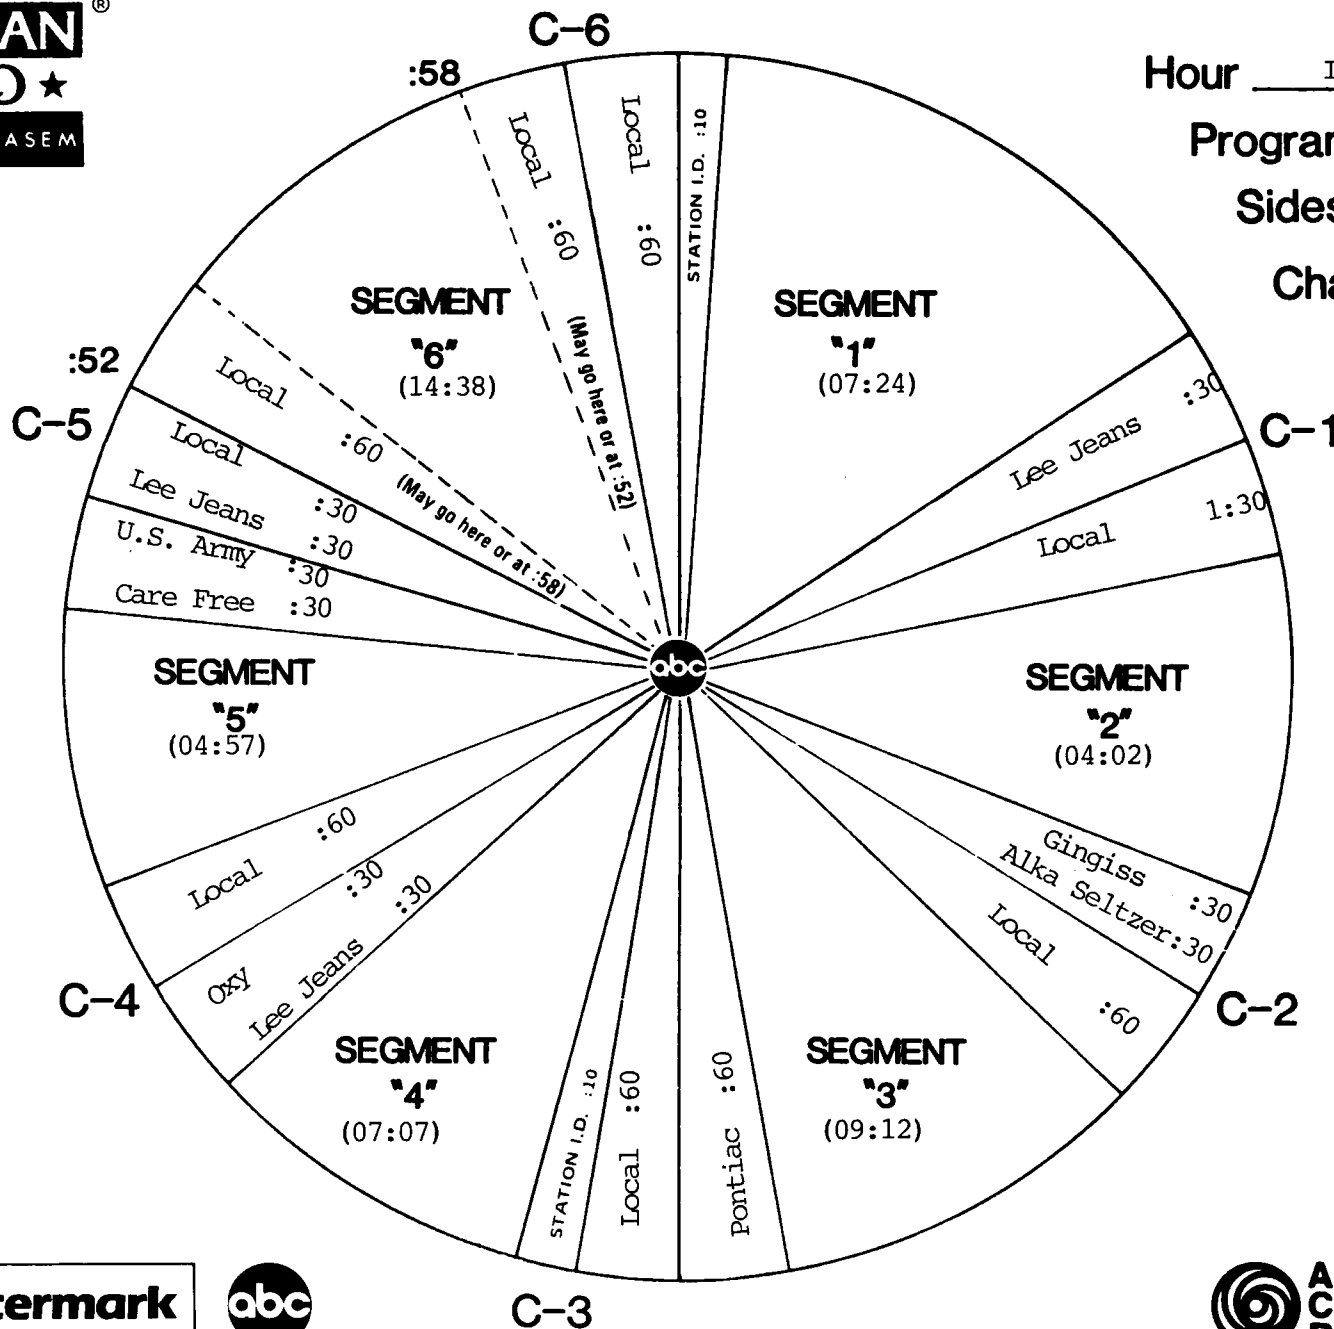 AN ®
ASEM
C-6
:58
Hour
Sides
Local :60
Local :60
STATION I.D. :10
SEGMENT
"6"
(14:38)
(May go here or at :52)
SEGMENT
"1"
(07:24)
:52
C-5
Local :60
(May go here or at :58)
Local :30
Lee Jeans :30
U.S. Army :30
Care Free :30
Lee Jeans :30
C-1
Local 1:30
abc
SEGMENT
"5"
(04:57)
SEGMENT
"2"
(04:02)
Local :60
Oxy :30
Lee Jeans :30
C-4
Gingiss :30
Alka Seltzer:30
Local :60
C-2
SEGMENT
"4"
(07:07)
STATION I.D. :10
Local :60
Pontiac :60
SEGMENT
"3"
(09:12)
C-3
termark
abc
A
C